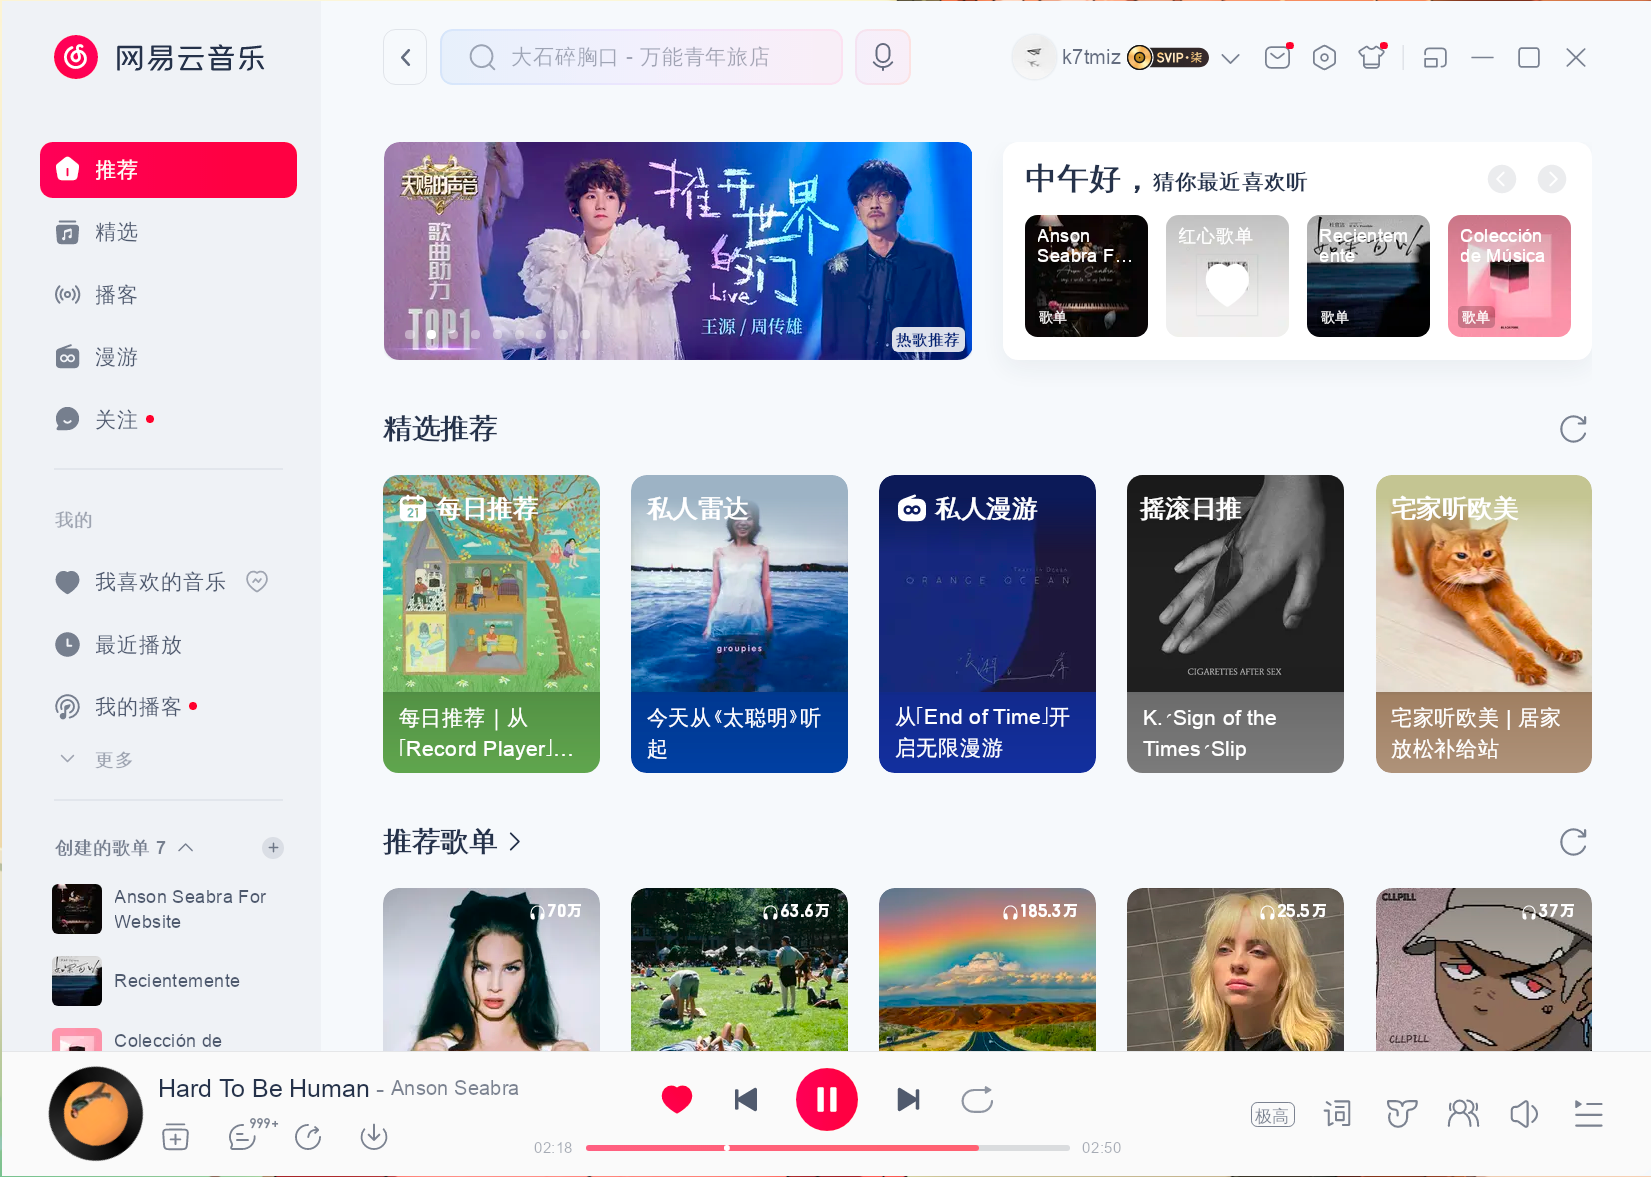 网易云音乐
大石碎胸口 - 万能青年旅店
k7tmiz
SVIP·柒
推荐
精选
播客
漫游
关注
我的
我喜欢的音乐
最近播放
我的播客
更多
创建的歌单 7
Anson Seabra For
Website
Recientemente
Colección de
天赐的声音
歌曲助力
TOP1
推开世界的门
Live
王源 / 周传雄
热歌推荐
中午好，猜你最近喜欢听
Anson
Seabra F...
歌单
红心歌单
Recientem
ente
歌单
Colección
de Música
歌单
精选推荐
21
每日推荐
每日推荐 | 从
「Record Player」...
私人雷达
groupies
今天从《太聪明》听
起
私人漫游
ORANGE OCEAN
从「End of Time」开
启无限漫游
摇滚日推
CIGARETTES AFTER SEX
K. ·Sign of the
Times ·Slip
宅家听欧美
宅家听欧美 | 居家
放松补给站
推荐歌单
70万
63.6万
185.3万
25.5万
CLLPILL
37万
CLLPILL
Hard To Be Human - Anson Seabra
999+
02:18
02:50
极高
词